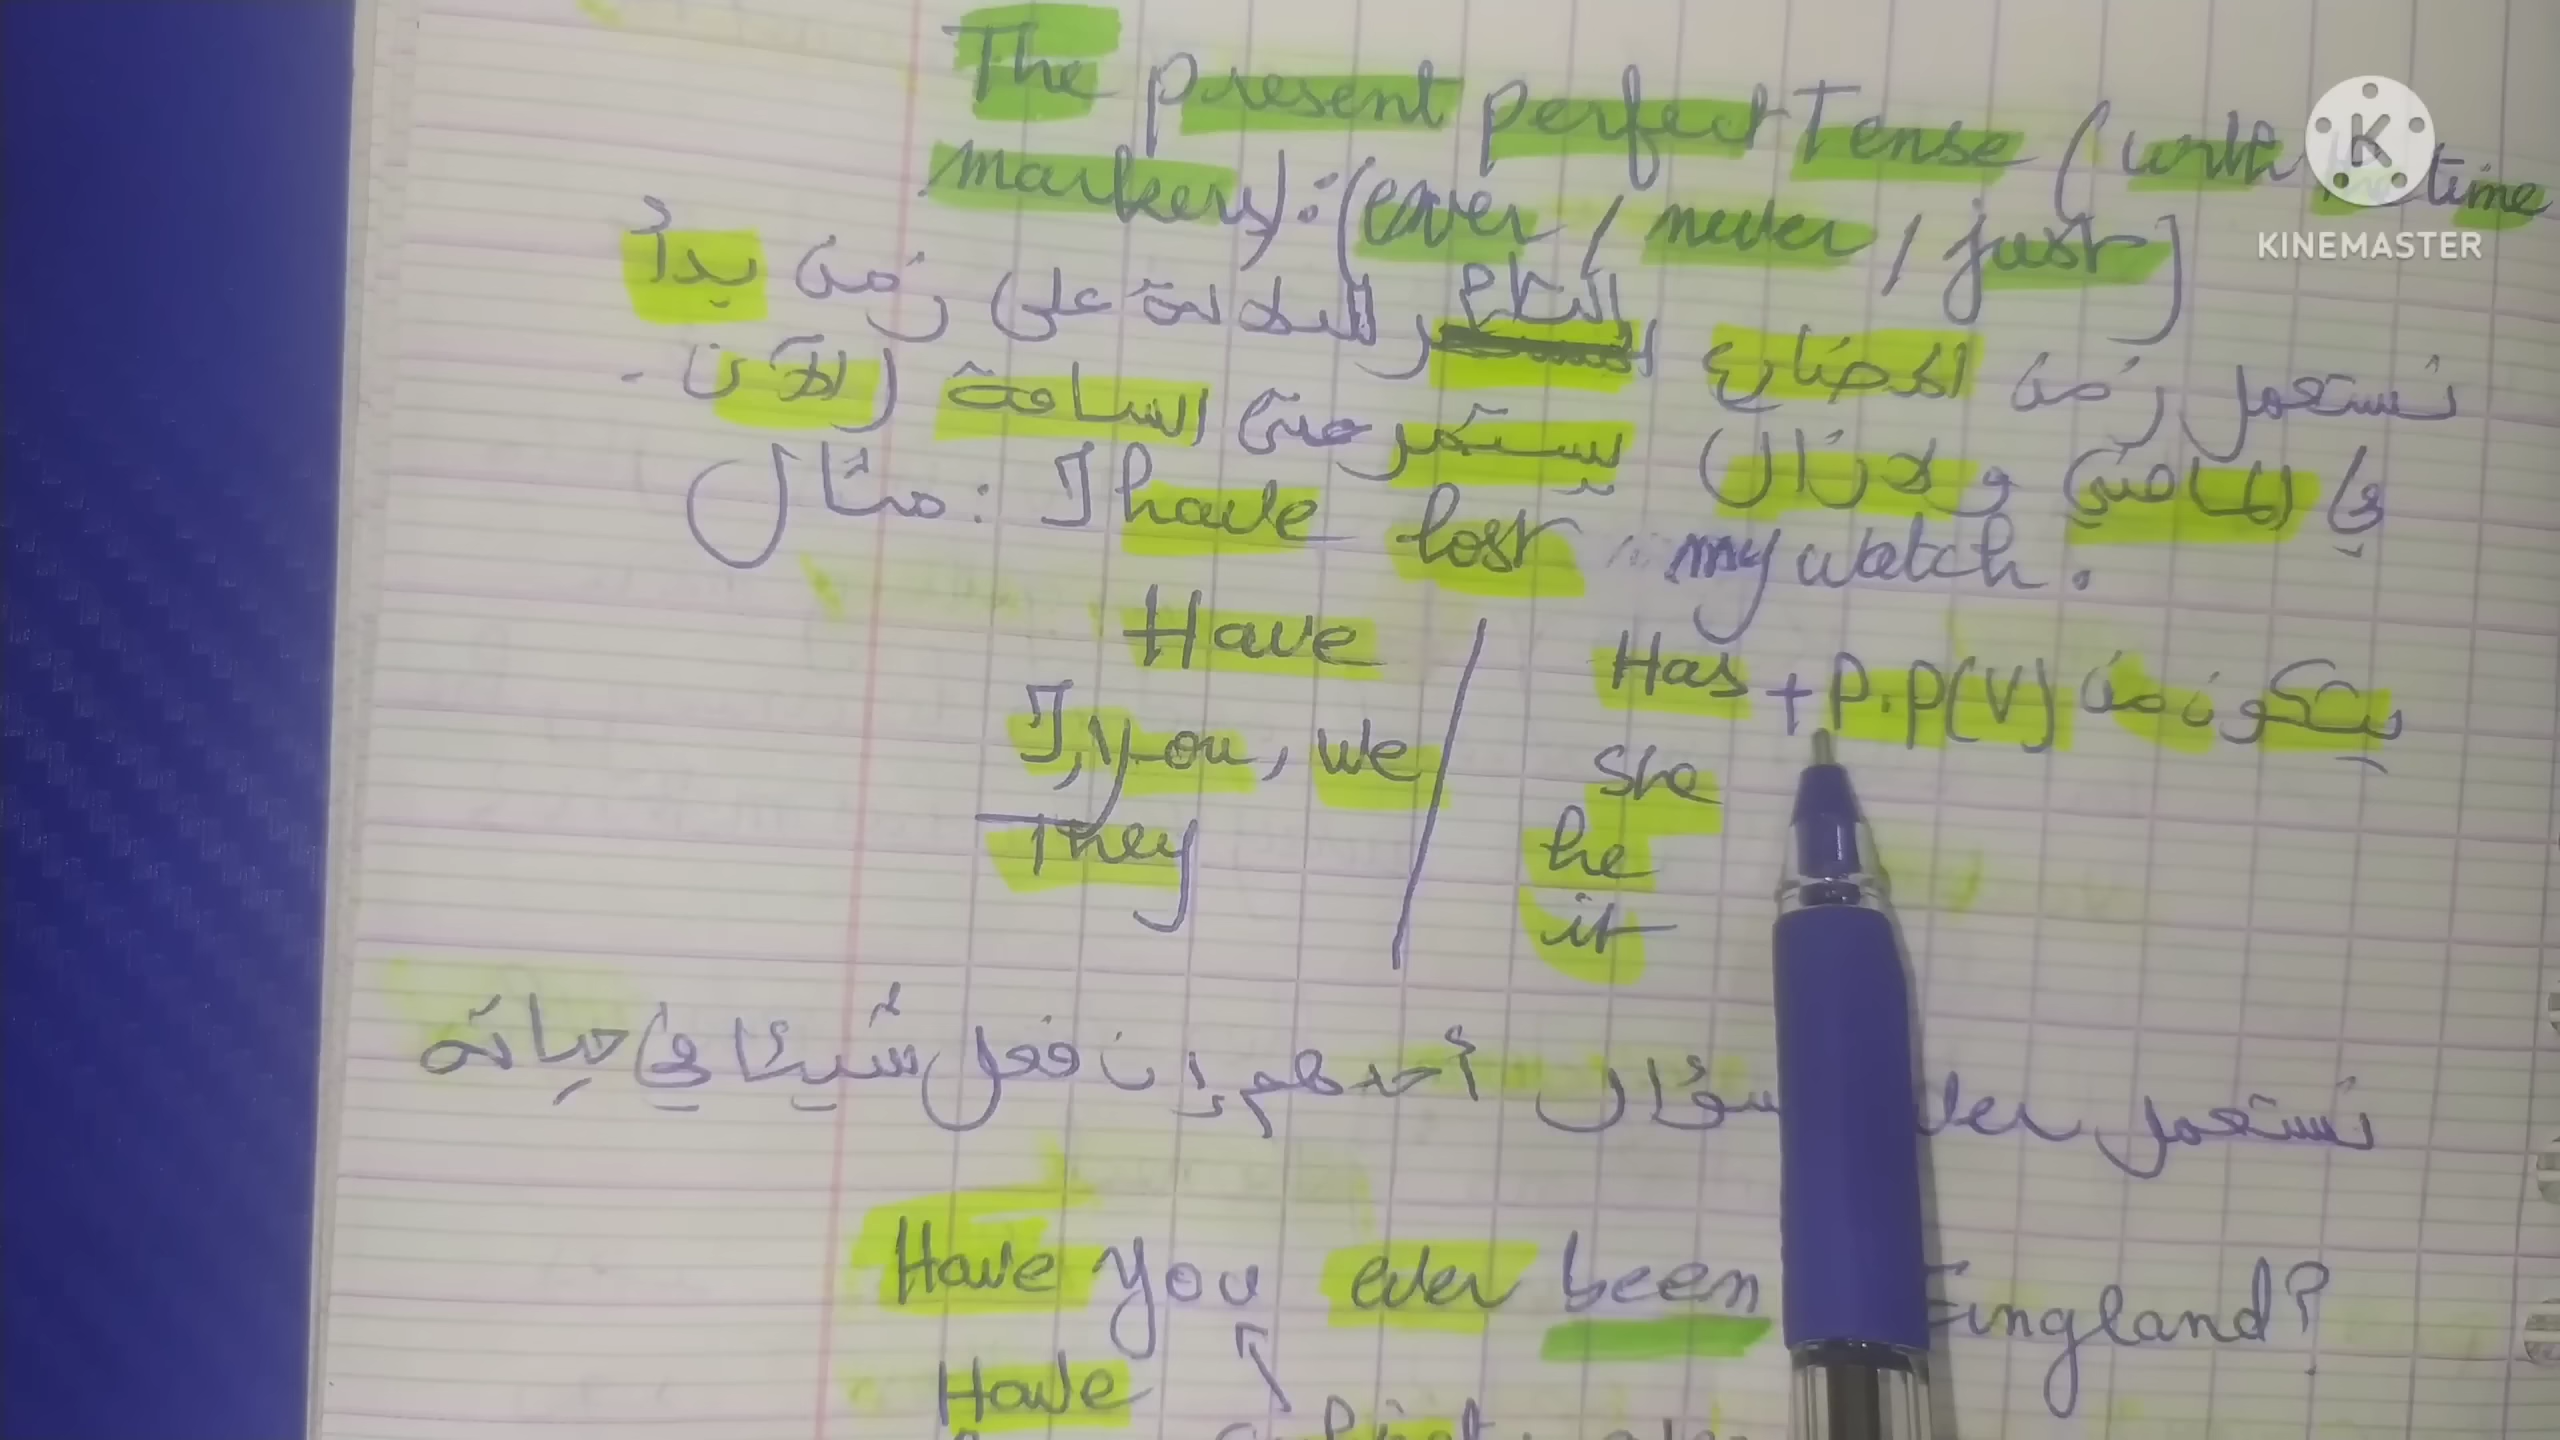 The present perfect Tense (with time
markers): (ever / never / just)
نستعمل زمن المضارع التام للدلالة على زمن بدأ
في الماضي و لازال يستمر حتى الساعة (الآن.
مثال: I have lost my watch.
Have / Has + P.P(V) يتكون من
I, you, we She
They he
it
نستعمل ever سؤال أحدهم إن فعل شيئا في حياته
Have you ever been England?
Have
K
KINEMASTER